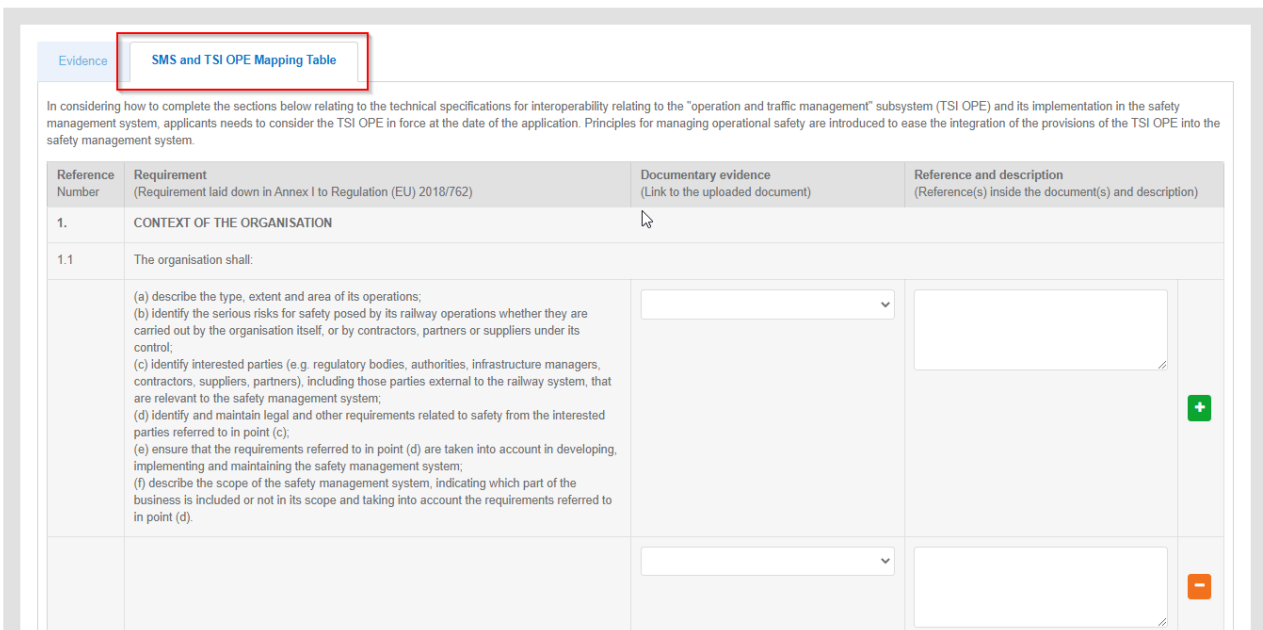 Evidence
SMS and TSI OPE Mapping Table
In considering how to complete the sections below relating to the technical specifications for interoperability relating to the "operation and traffic management" subsystem (TSI OPE) and its implementation in the safety
management system, applicants needs to consider the TSI OPE in force at the date of the application. Principles for managing operational safety are introduced to ease the integration of the provisions of the TSI OPE into the
safety management system.
Reference
Number
Requirement
(Requirement laid down in Annex I to Regulation (EU) 2018/762)
Documentary evidence
(Link to the uploaded document)
Reference and description
(Reference(s) inside the document(s) and description)
1.
CONTEXT OF THE ORGANISATION
1.1
The organisation shall:
(a) describe the type, extent and area of its operations;
(b) identify the serious risks for safety posed by its railway operations whether they are
carried out by the organisation itself, or by contractors, partners or suppliers under its
control;
(c) identify interested parties (e.g. regulatory bodies, authorities, infrastructure managers,
contractors, suppliers, partners), including those parties external to the railway system, that
are relevant to the safety management system;
(d) identify and maintain legal and other requirements related to safety from the interested
parties referred to in point (c);
(e) ensure that the requirements referred to in point (d) are taken into account in developing,
implementing and maintaining the safety management system;
(f) describe the scope of the safety management system, indicating which part of the
business is included or not in its scope and taking into account the requirements referred to
in point (d).